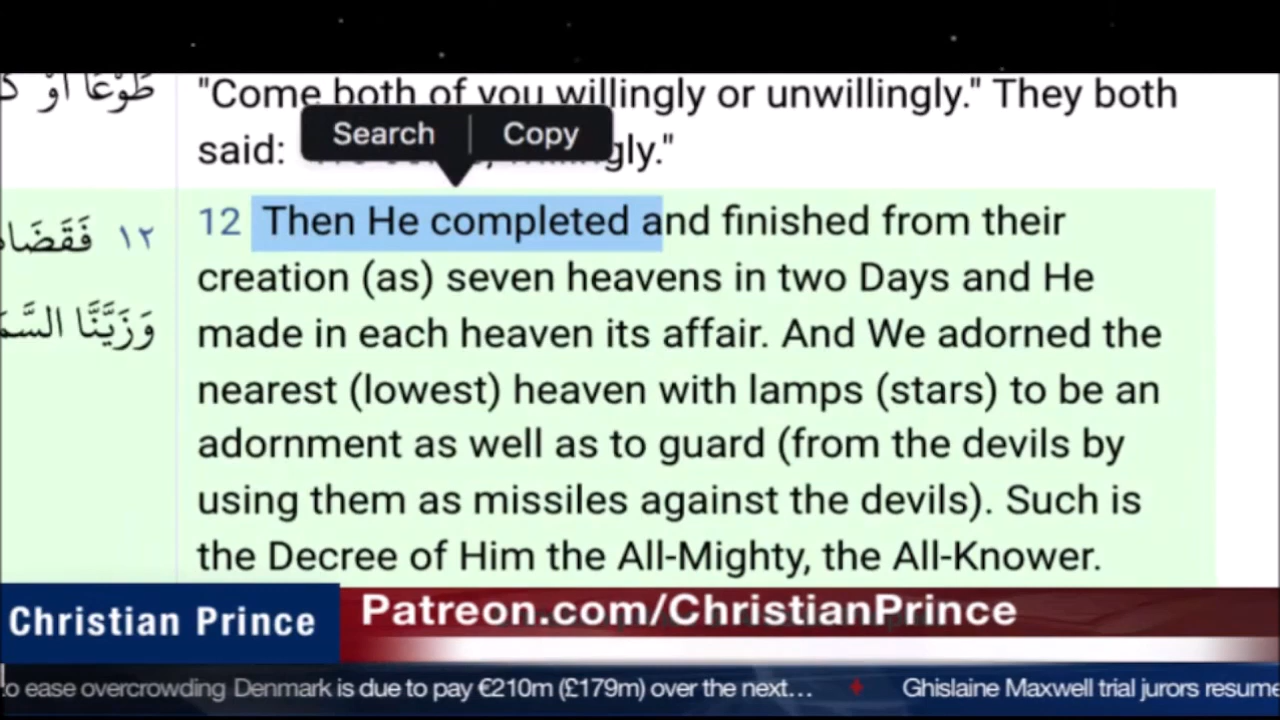 طَوْعًا أَوْ
"Come both of you willingly or unwillingly." They both
Search | Copy
said: gly."
12 Then He completed and finished from their
١٢ فَقَضَا
creation (as) seven heavens in two Days and He
وَزَيَّنَّا السَّمَ
made in each heaven its affair. And We adorned the
nearest (lowest) heaven with lamps (stars) to be an
adornment as well as to guard (from the devils by
using them as missiles against the devils). Such is
the Decree of Him the All-Mighty, the All-Knower.
Christian Prince
Patreon.com/ChristianPrince
o ease overcrowding Denmark is due to pay €210m (£179m) over the next...
Ghislaine Maxwell trial jurors resume